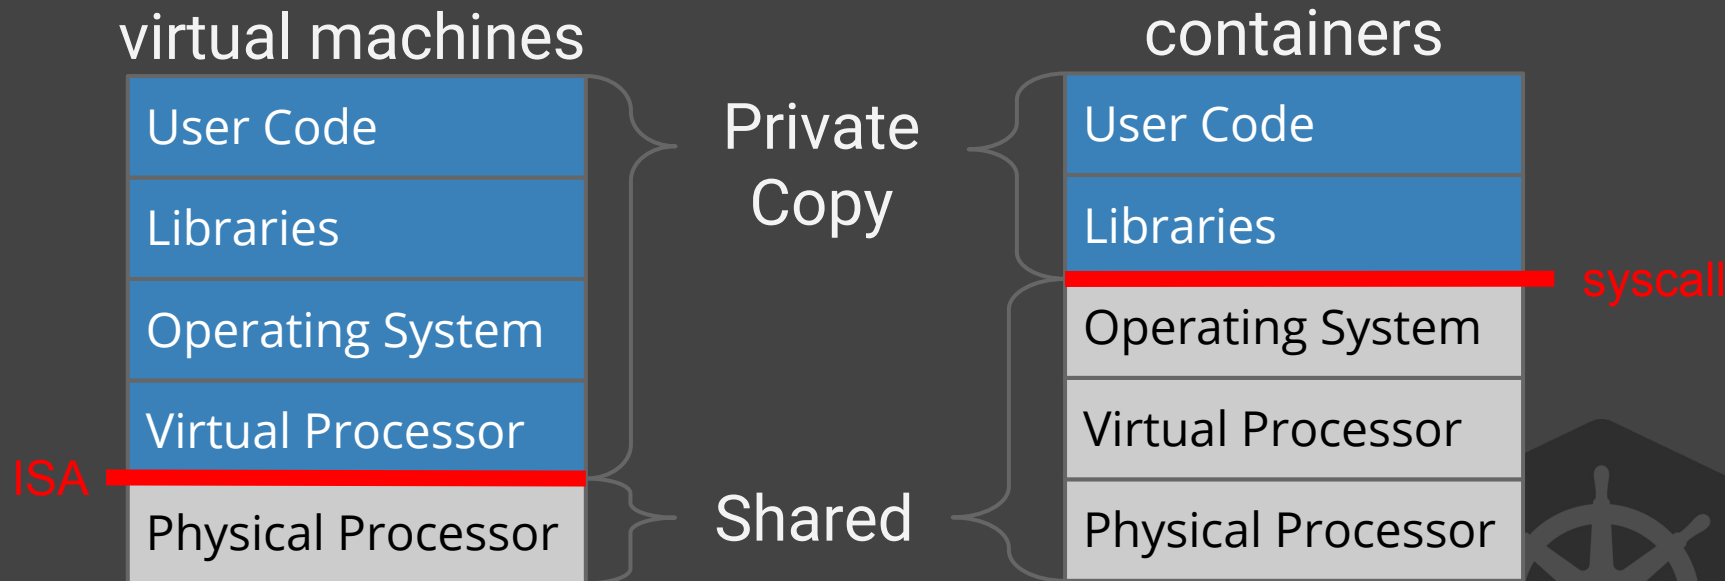 virtual machines
User Code
Libraries
Operating System
Virtual Processor
ISA
Physical Processor
Private
Copy
Shared
containers
User Code
Libraries
syscall
Operating System
Virtual Processor
Physical Processor